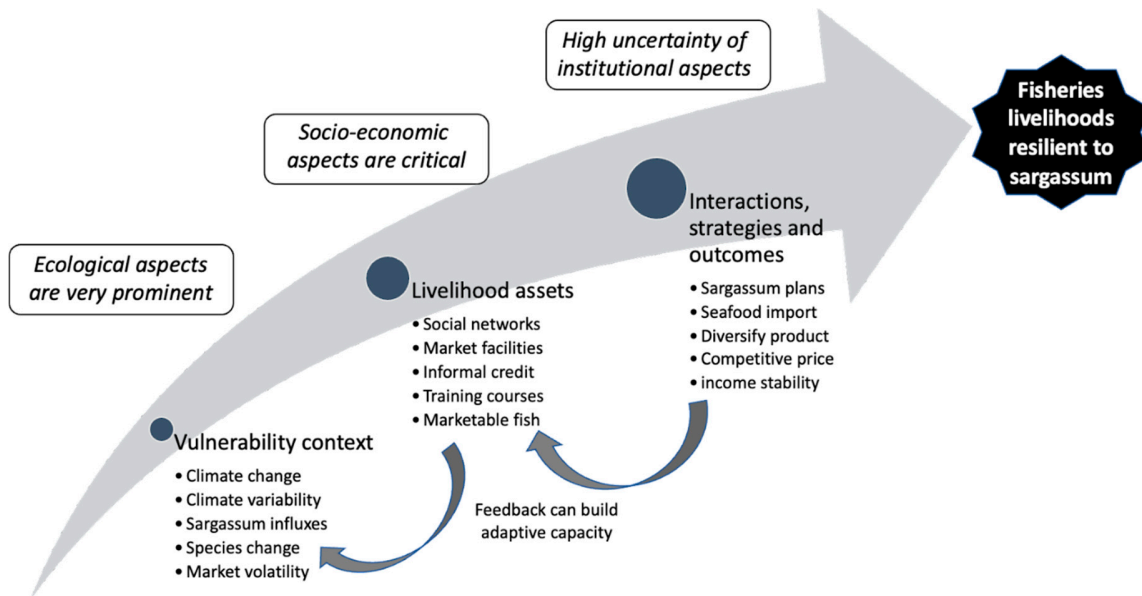 High uncertainty of
institutional aspects
Fisheries
livelihoods
resilient to
sargassum
Socio-economic
aspects are critical
Ecological aspects
are very prominent
Interactions,
strategies and
outcomes
• Sargassum plans
• Seafood import
• Diversify product
• Competitive price
• income stability
Livelihood assets
• Social networks
• Market facilities
• Informal credit
• Training courses
• Marketable fish
Vulnerability context
• Climate change
• Climate variability
• Sargassum influxes
• Species change
• Market volatility
Feedback can build
adaptive capacity